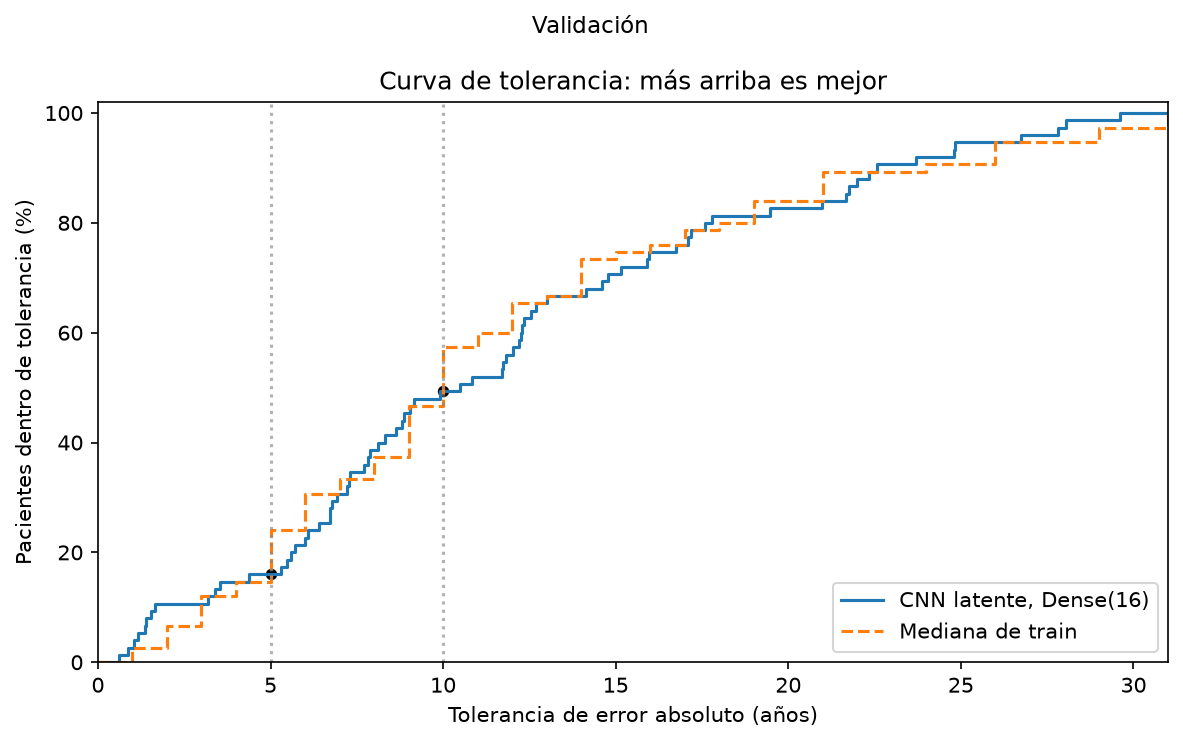 Validación
Curva de tolerancia: más arriba es mejor
Pacientes dentro de tolerancia (%)
100
80
60
40
20
0
0 5 10 15 20 25 30
Tolerancia de error absoluto (años)
CNN latente, Dense(16)
Mediana de train